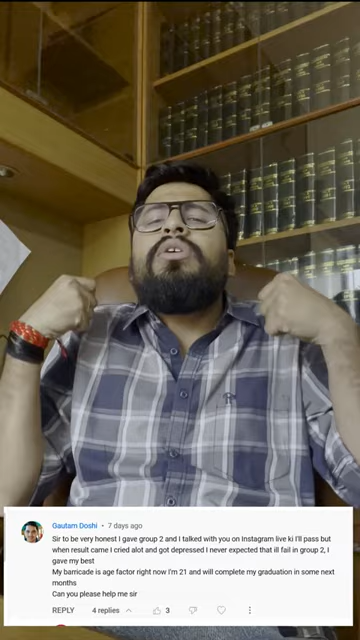 Gautam Doshi • 7 days ago
Sir to be very honest I gave group 2 and I talked with you on Instagram live ki I'll pass but
when result came I cried alot and got depressed I never expected that ill fail in group 2, I
gave my best
My barricade is age factor right now I'm 21 and will complete my graduation in some next
months
Can you please help me sir
REPLY 4 replies 3